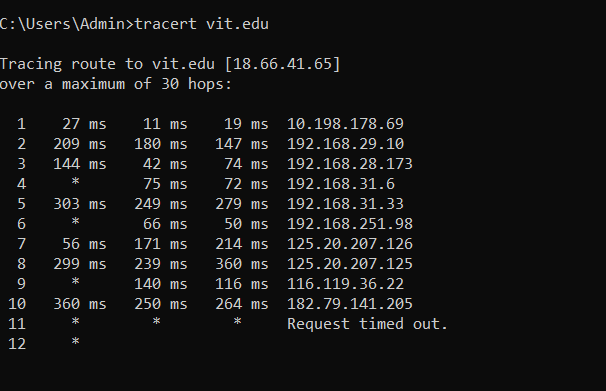 C:\Users\Admin>tracert vit.edu
Tracing route to vit.edu [18.66.41.65]
over a maximum of 30 hops:
1 27 ms 11 ms 19 ms 10.198.178.69
2 209 ms 180 ms 147 ms 192.168.29.10
3 144 ms 42 ms 74 ms 192.168.28.173
4 * 75 ms 72 ms 192.168.31.6
5 303 ms 249 ms 279 ms 192.168.31.33
6 * 66 ms 50 ms 192.168.251.98
7 56 ms 171 ms 214 ms 125.20.207.126
8 299 ms 239 ms 360 ms 125.20.207.125
9 * 140 ms 116 ms 116.119.36.22
10 360 ms 250 ms 264 ms 182.79.141.205
11 * * * Request timed out.
12 *